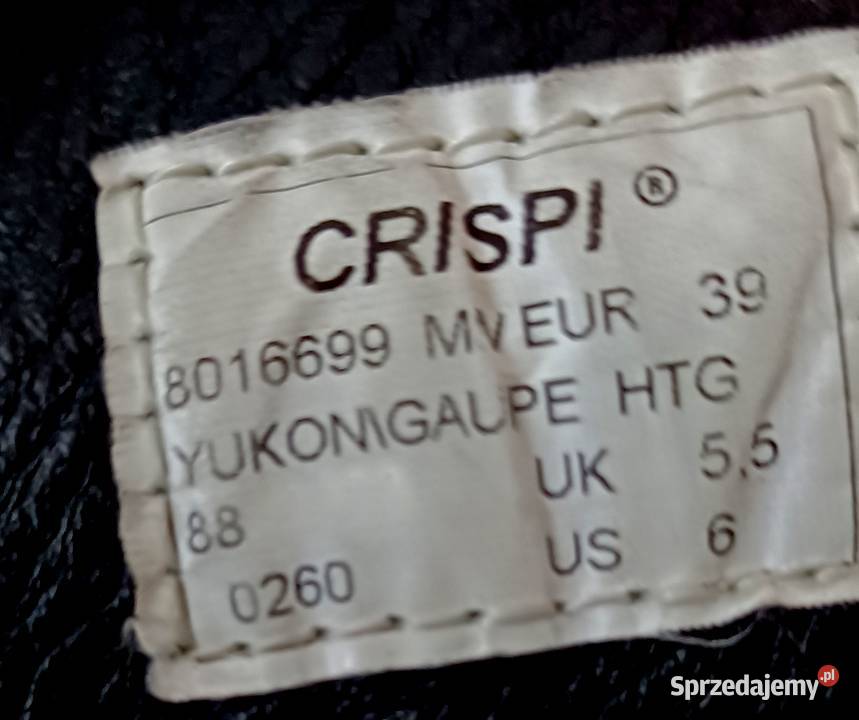 CRISPI ®
8016699 MV EUR 39
YUKON\GAUPE HTG
UK 5,5
88
0260 US 6
Sprzedajemy.pl